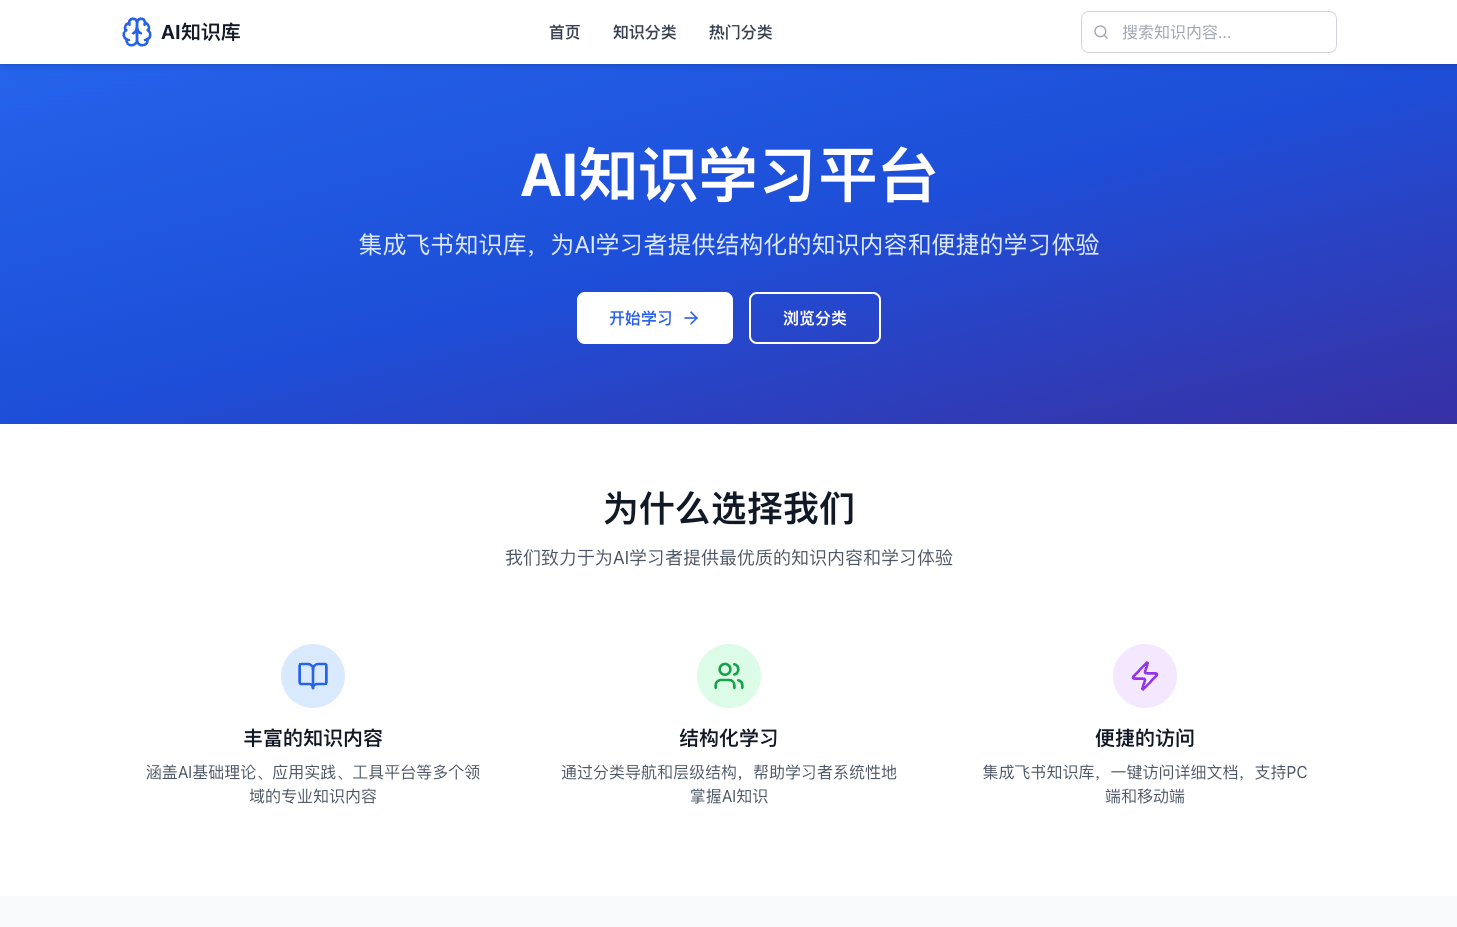 AI知识库
首页
知识分类
热门分类
搜索知识内容...
AI知识学习平台
集成飞书知识库，为AI学习者提供结构化的知识内容和便捷的学习体验
开始学习
浏览分类
为什么选择我们
我们致力于为AI学习者提供最优质的知识内容和学习体验
丰富的知识内容
涵盖AI基础理论、应用实践、工具平台等多个领
域的专业知识内容
结构化学习
通过分类导航和层级结构，帮助学习者系统性地
掌握AI知识
便捷的访问
集成飞书知识库，一键访问详细文档，支持PC
端和移动端